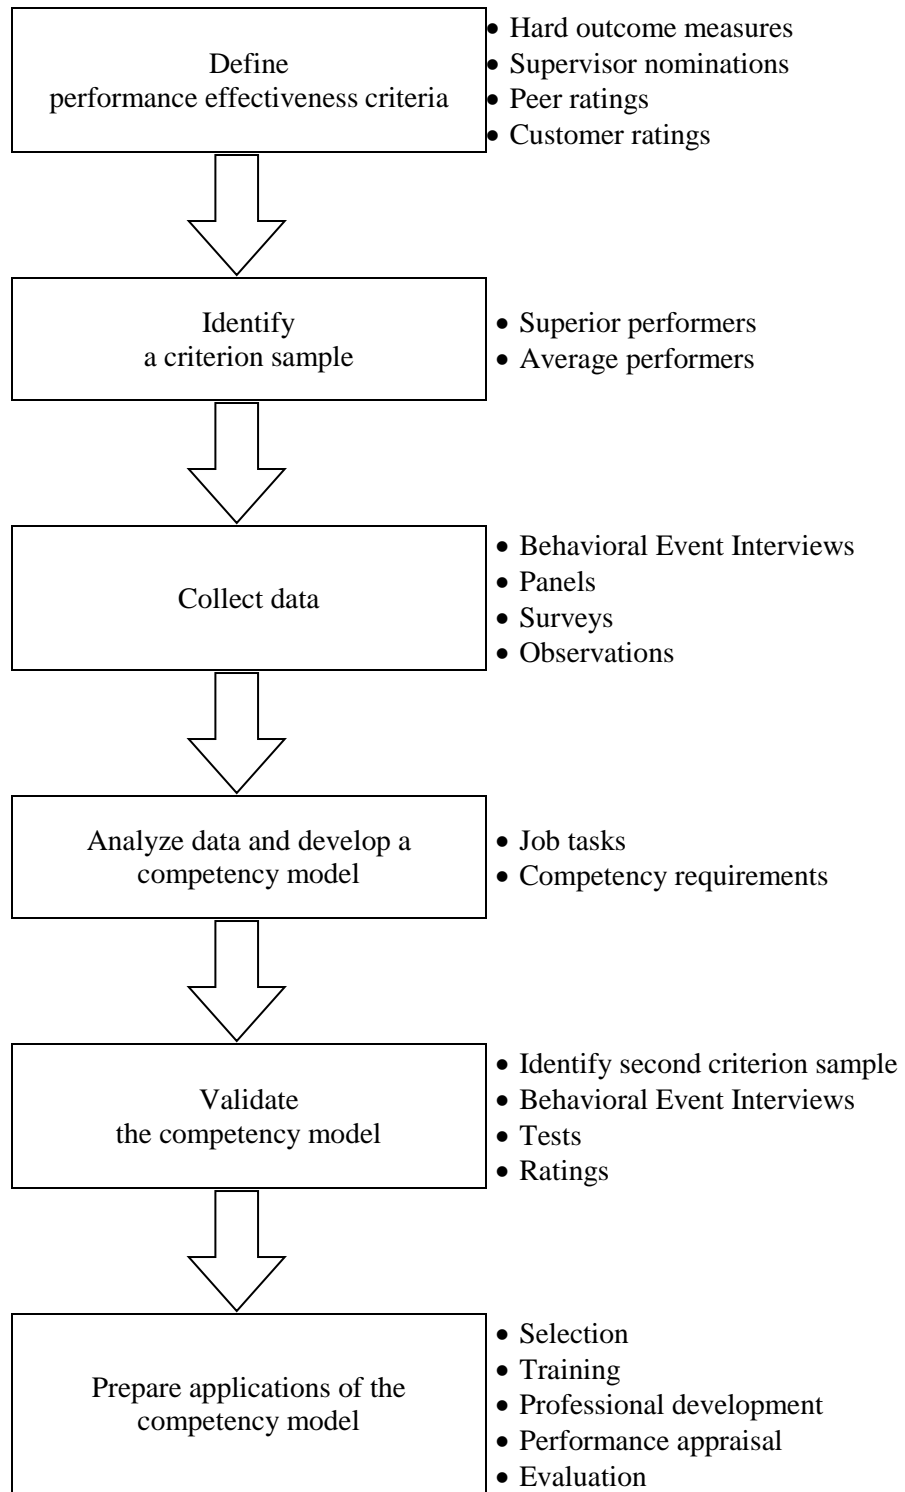 Define
performance effectiveness criteria
• Hard outcome measures
• Supervisor nominations
• Peer ratings
• Customer ratings
Identify
a criterion sample
• Superior performers
• Average performers
Collect data
• Behavioral Event Interviews
• Panels
• Surveys
• Observations
Analyze data and develop a
competency model
• Job tasks
• Competency requirements
Validate
the competency model
• Identify second criterion sample
• Behavioral Event Interviews
• Tests
• Ratings
Prepare applications of the
competency model
• Selection
• Training
• Professional development
• Performance appraisal
• Evaluation